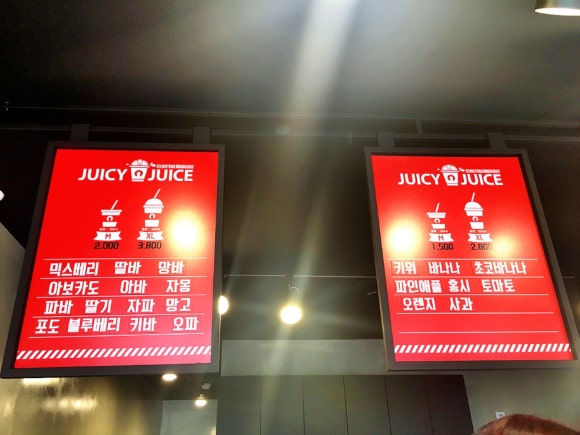 JUICY JUICE
M XL
2.000 3.800
믹스베리 딸바 망바
아보카도 아바 자몽
파바 딸기 자파 망고
포도 블루베리 키바 오파
JUICY JUICE
M XL
1.500 2.800
키위 바나나 초코바나나
파인애플 홍시 토마토
오렌지 사과